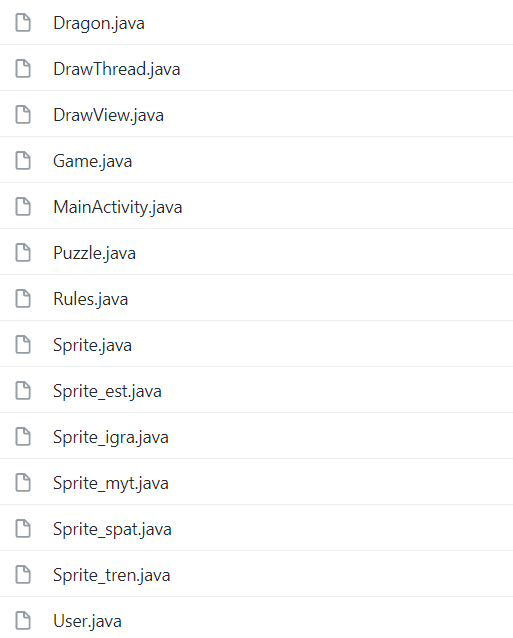 Dragon.java
DrawThread.java
DrawView.java
Game.java
MainActivity.java
Puzzle.java
Rules.java
Sprite.java
Sprite_est.java
Sprite_igra.java
Sprite_myt.java
Sprite_spat.java
Sprite_tren.java
User.java